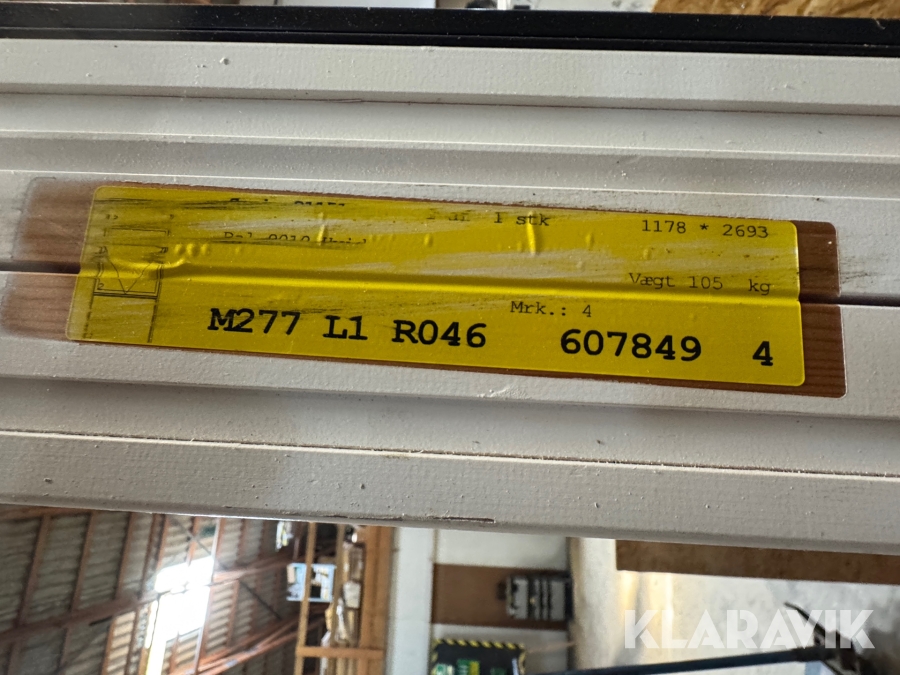 1 stk
1178 * 2693
Vægt 105 kg
Mrk.: 4
M277 L1 R046 607849 4
KLARAVIK